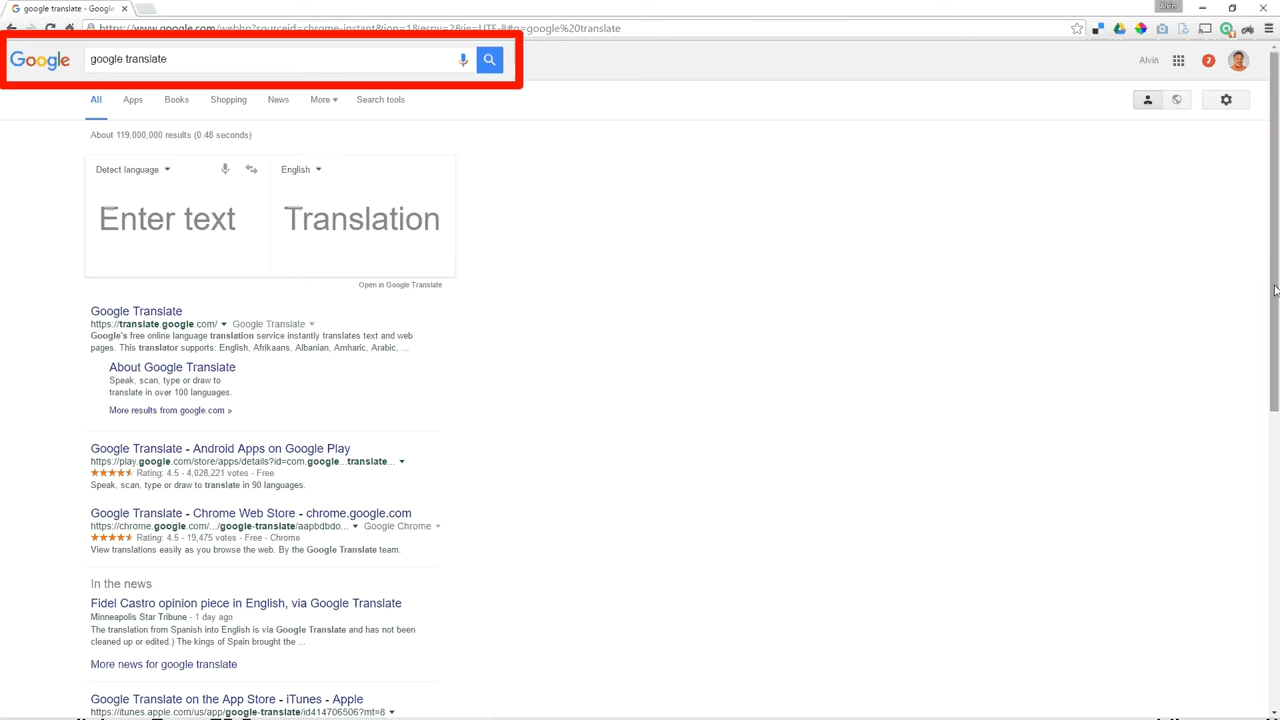 google translate - Google
Alvin
https://www.google.com/webhp?sourceid=chrome-instant&ion=1&espv=2&ie=UTF-8#q=google%20translate
Google
google translate
Alvin
2
All Apps Books Shopping News More Search tools
About 119,000,000 results (0.48 seconds)
Detect language
English
Enter text
Translation
Open in Google Translate
Google Translate
https://translate.google.com/ Google Translate
Google's free online language translation service instantly translates text and web
pages. This translator supports: English, Afrikaans, Albanian, Amharic, Arabic, ...
About Google Translate
Speak, scan, type or draw to
translate in over 100 languages.
More results from google.com »
Google Translate - Android Apps on Google Play
https://play.google.com/store/apps/details?id=com.google...translate...
Rating: 4.5 - 4,028,221 votes - Free
Speak, scan, type or draw to translate in 90 languages.
Google Translate - Chrome Web Store - chrome.google.com
https://chrome.google.com/.../google-translate/aapbdbdo... Google Chrome
Rating: 4.5 - 19,475 votes - Free - Chrome
View translations easily as you browse the web. By the Google Translate team.
In the news
Fidel Castro opinion piece in English, via Google Translate
Minneapolis Star Tribune - 1 day ago
The translation from Spanish into English is via Google Translate and has not been
cleaned up or edited.) The kings of Spain brought the ...
More news for google translate
Google Translate on the App Store - iTunes - Apple
https://itunes.apple.com/us/app/google-translate/id414706506?mt=8